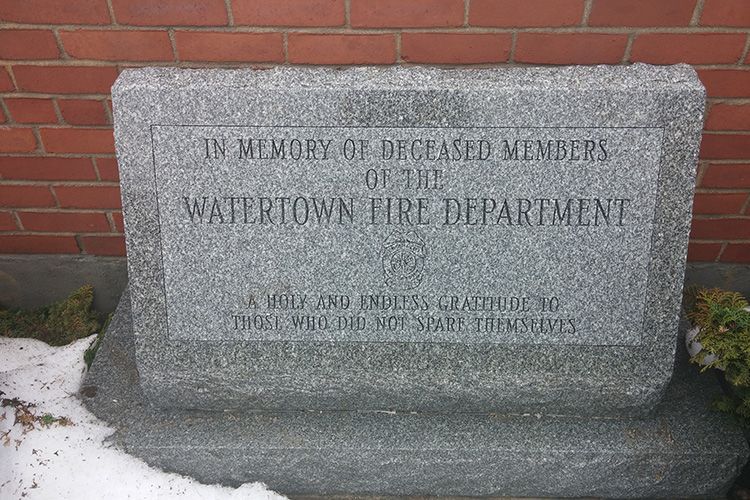 IN MEMORY OF DECEASED MEMBERS
OF THE
WATERTOWN FIRE DEPARTMENT
A HOLY AND ENDLESS GRATITUDE TO
THOSE WHO DID NOT SPARE THEMSELVES